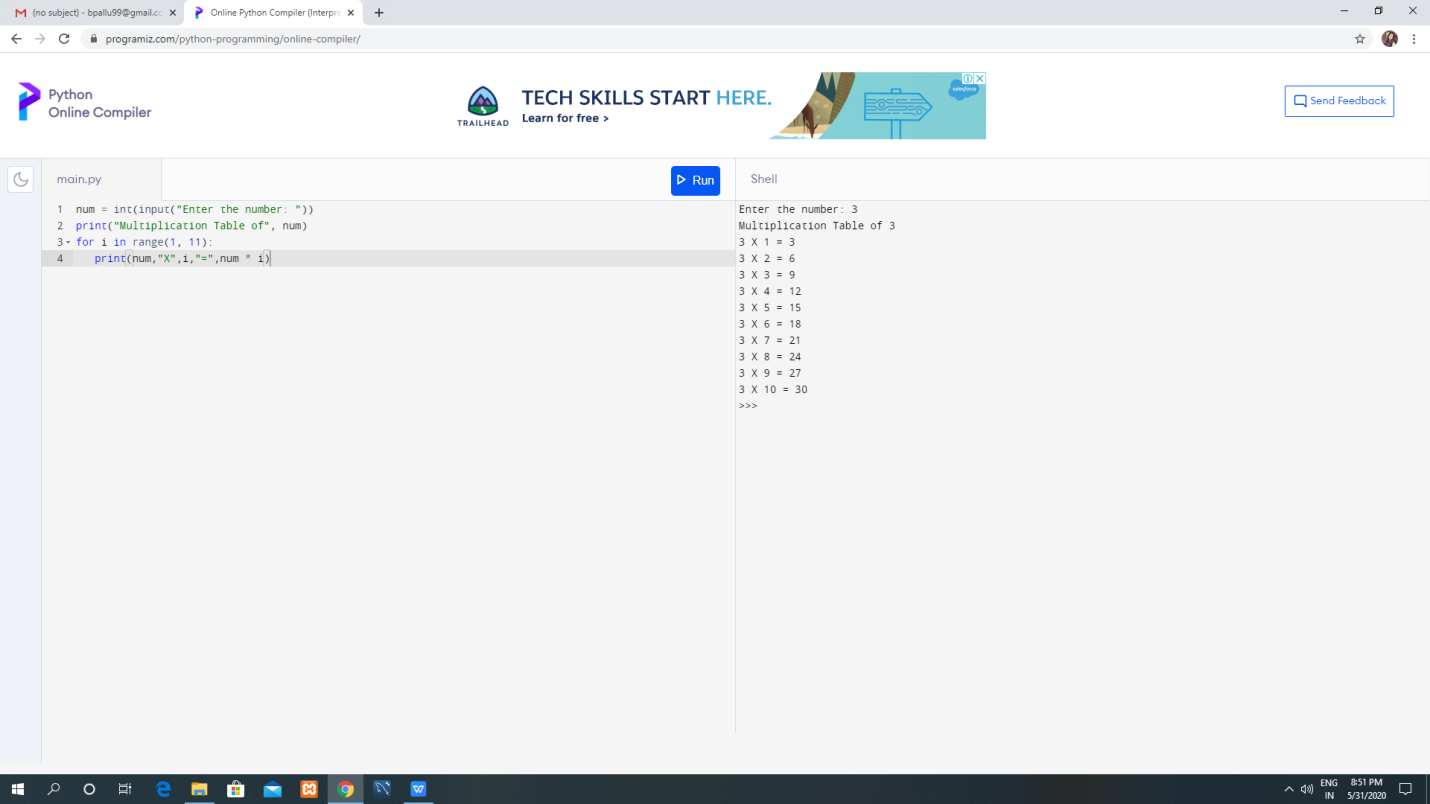 (no subject) - bpallu99@gmail.co
Online Python Compiler (Interpre
programiz.com/python-programming/online-compiler/
Python
Online Compiler
TRAILHEAD
TECH SKILLS START HERE.
Learn for free >
salesforce
Send Feedback
main.py
Run
Shell
1 num = int(input("Enter the number: "))
2 print("Multiplication Table of", num)
3 for i in range(1, 11):
4 print(num,"X",i,"=",num * i)
Enter the number: 3
Multiplication Table of 3
3 X 1 = 3
3 X 2 = 6
3 X 3 = 9
3 X 4 = 12
3 X 5 = 15
3 X 6 = 18
3 X 7 = 21
3 X 8 = 24
3 X 9 = 27
3 X 10 = 30
>>>
ENG
IN
8:51 PM
5/31/2020